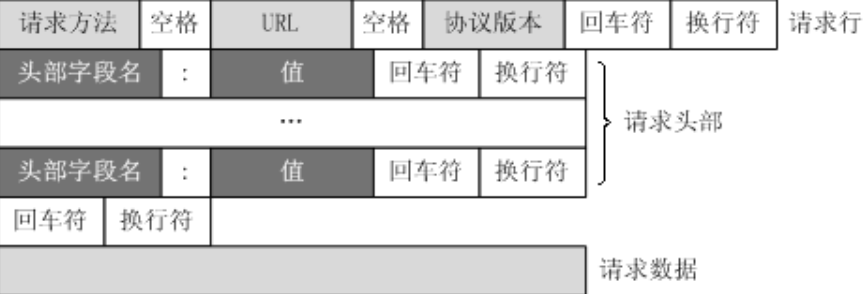 请求方法 空格 URL 空格 协议版本 回车符 换行符 请求行
头部字段名 : 值 回车符 换行符
… 请求头部
头部字段名 : 值 回车符 换行符
回车符 换行符
请求数据